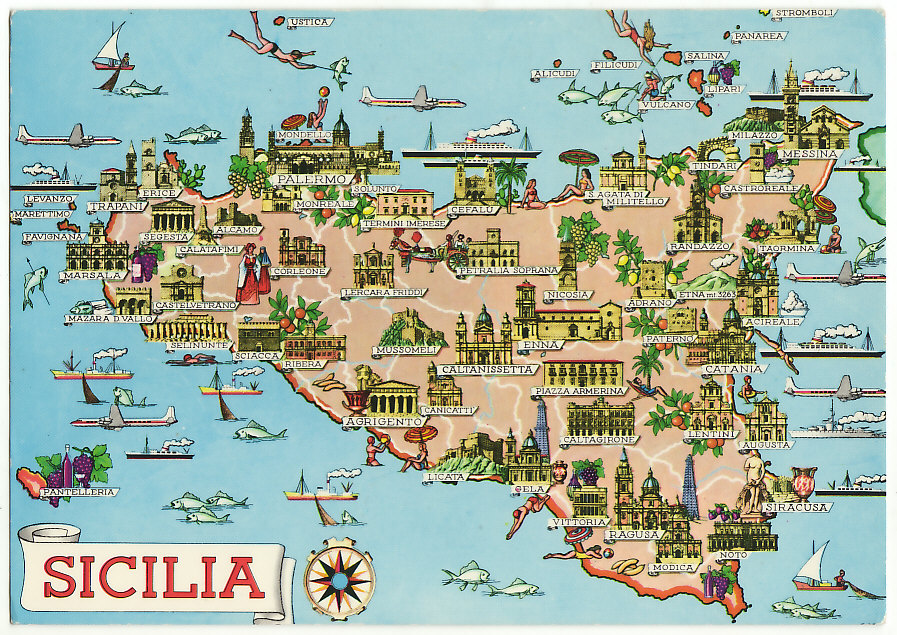 STROMBOLI
USTICA
PANAREA
SALINA
FILICUDI
ALICUDI
LIPARI
VULCANO
MONDELLO
MILAZZO
MESSINA
TINDARI
PALERMO
CASTROREALE
SOLUNTO
ERICE
LEVANZO
TRAPANI
MONREALE
CEFALÙ
S. AGATA DI
MILITELLO
MARETTIMO
TERMINI IMERESE
ALCAMO
SEGESTA
FAVIGNANA
CALATAFIMI
RANDAZZO
TAORMINA
MARSALA
CORLEONE
PETRALIA SOPRANA
LERCARA FRIDDI
NICOSIA
ETNA mt. 3263
ADRANO
CASTELVETRANO
MAZARA D. VALLO
ACIREALE
SELINUNTE
SCIACCA
RIBERA
MUSSOMELI
ENNA
PATERNO
CALTANISSETTA
CATANIA
PIAZZA ARMERINA
CANICATTI
AGRIGENTO
CALTAGIRONE
LENTINI
AUGUSTA
LICATA
GELA
PANTELLERIA
SIRACUSA
VITTORIA
RAGUSA
NOTO
MODICA
SICILIA